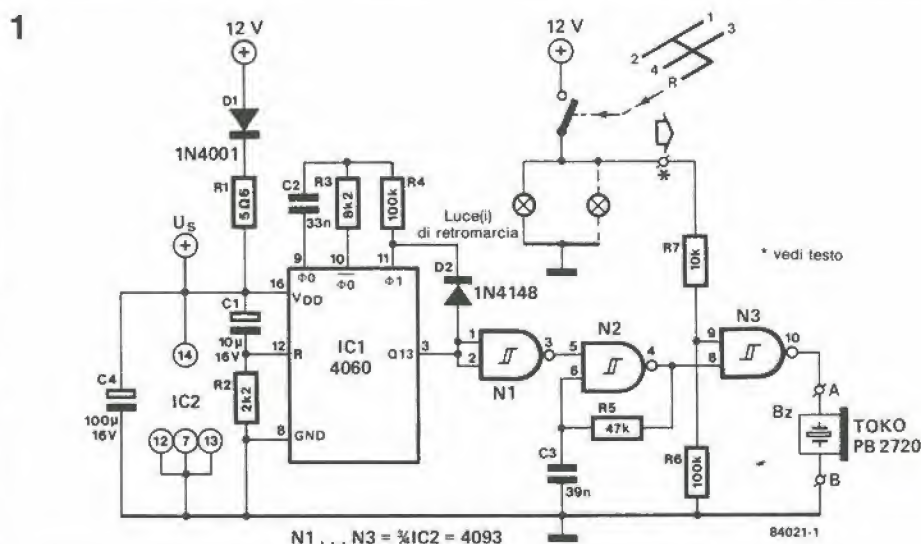 1
12 V
12 V
1
3
2
4
R
D1
1N4001
R1
5Ω6
C2
33n
R3
8k2
R4
100k
Luce(i)
di retromarcia
*
R7
10k
* vedi testo
US
9
10
11
Φ0
Φ0
Φ1
D2
1N4148
16
VDD
C1
10µ
16V
14
12
R
IC1
4060
Q13
3
1
2
3
N1
N2
5
6
4
N3
9
8
10
A
C4
100µ
16V
IC2
12
7
13
R2
2k2
8
GND
R5
47k
C3
39n
R6
100k
Bz
TOKO
PB 2720
B
N1 . . . N3 = ¾IC2 = 4093
84021-1